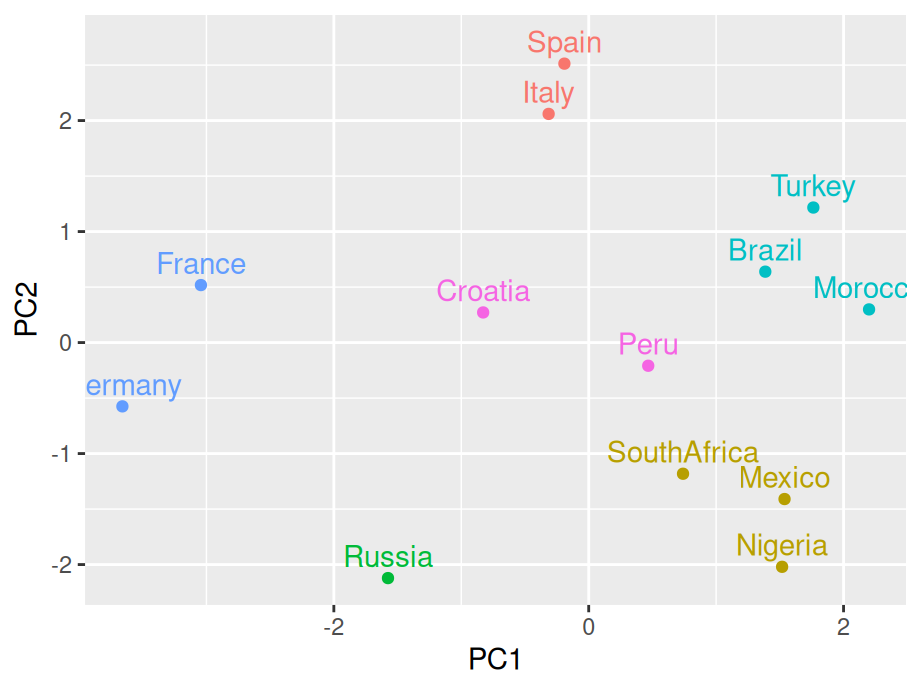 Spain
Italy
2
Turkey
1
Brazil
France
Morocc
Croatia
PC2
0
Peru
ermany
-1
SouthAfrica
Mexico
Nigeria
Russia
-2
-2
0
2
PC1